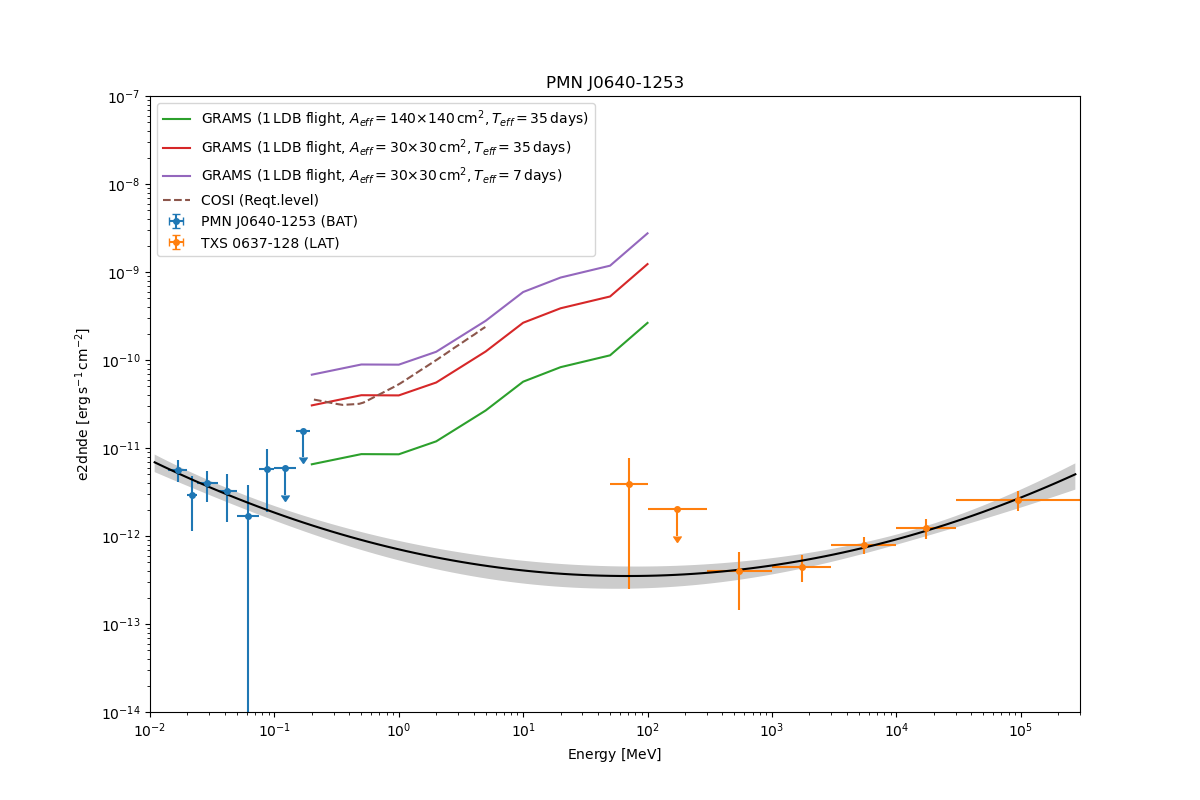 PMN J0640-1253
GRAMS (1 LDB flight, A_eff = 140×140 cm², T_eff = 35 days)
GRAMS (1 LDB flight, A_eff = 30×30 cm², T_eff = 35 days)
GRAMS (1 LDB flight, A_eff = 30×30 cm², T_eff = 7 days)
COSI (Reqt.level)
PMN J0640-1253 (BAT)
TXS 0637-128 (LAT)
e2dnde [erg s⁻¹ cm⁻²]
10⁻⁷
10⁻⁸
10⁻⁹
10⁻¹⁰
10⁻¹¹
10⁻¹²
10⁻¹³
10⁻¹⁴
10⁻² 10⁻¹ 10⁰ 10¹ 10² 10³ 10⁴ 10⁵
Energy [MeV]